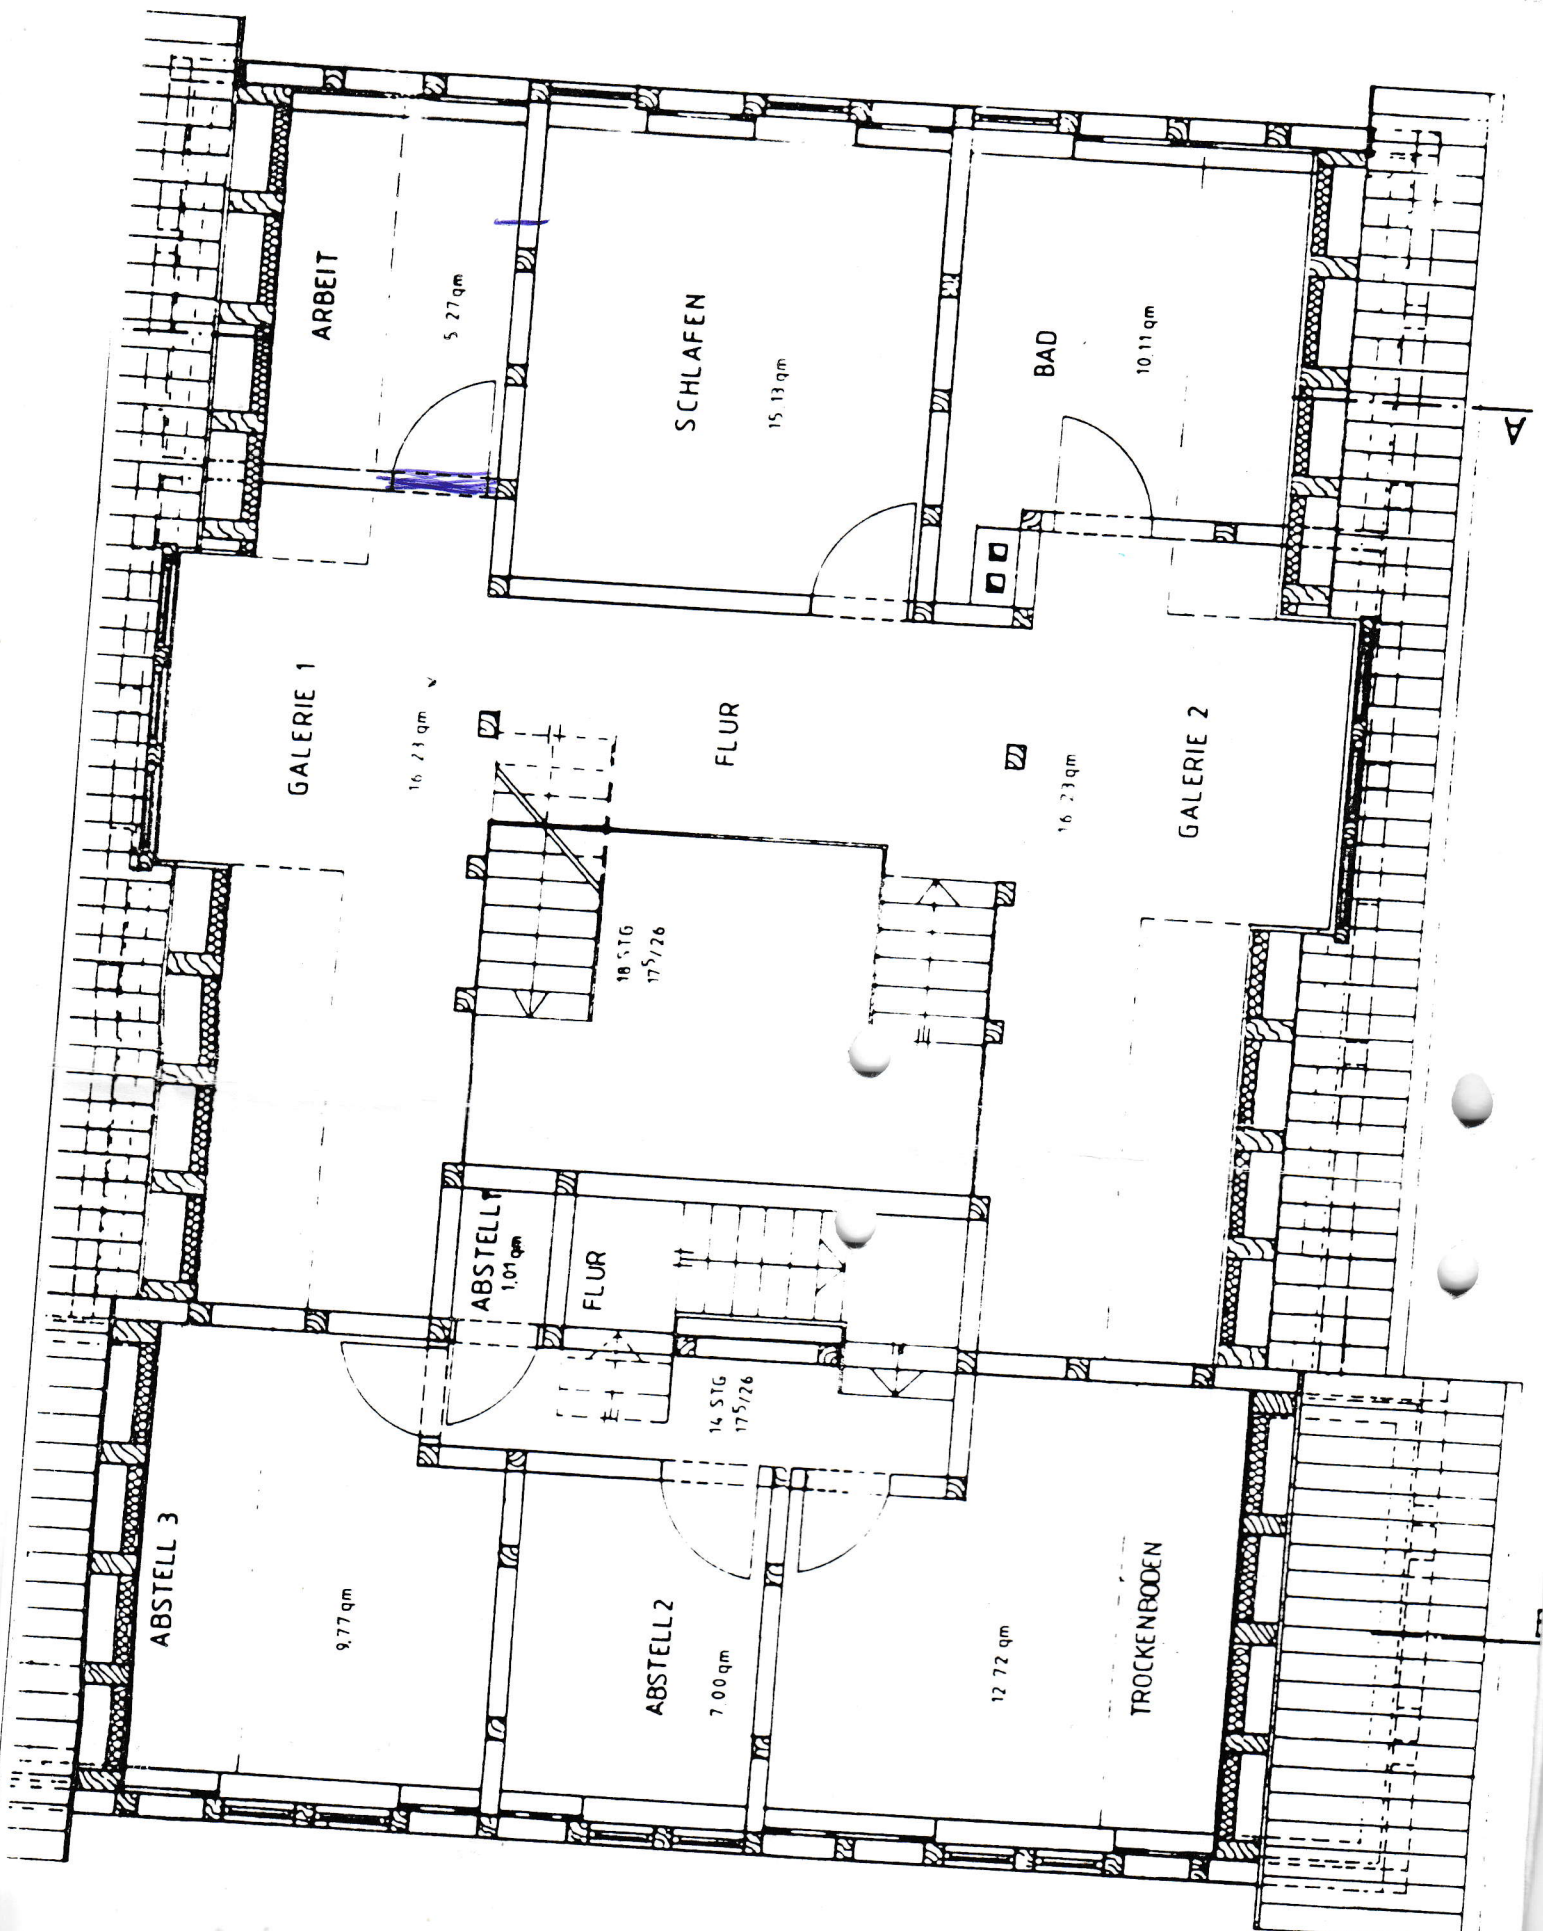 ARBEIT
5.27 qm
SCHLAFEN
15.13 qm
BAD
10.11 qm
A
GALERIE 1
16.23 qm
FLUR
GALERIE 2
16.23 qm
18 STG
17⁵/26
ABSTELL 1
1,01 qm
FLUR
14 STG
17⁵/26
ABSTELL 3
9,77 qm
ABSTELL 2
7.00 qm
12.72 qm
TROCKENBODEN